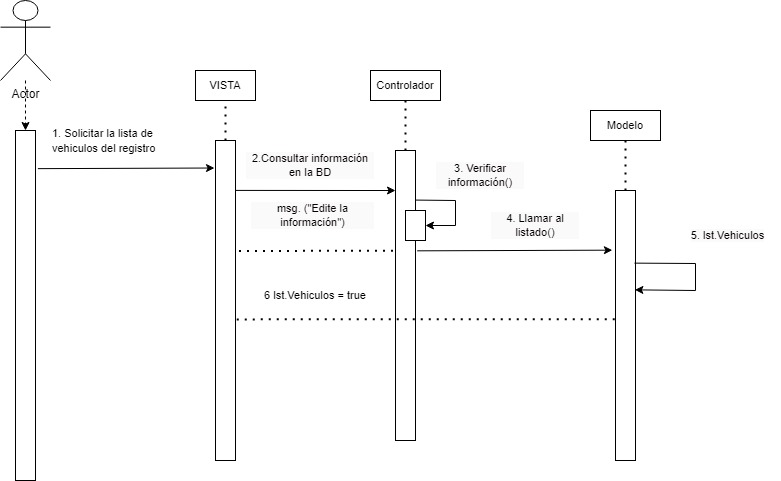 Actor
VISTA
Controlador
Modelo
1. Solicitar la lista de
vehiculos del registro
2.Consultar información
en la BD
3. Verificar
información()
msg. ("Edite la
información")
4. Llamar al
listado()
5. lst.Vehiculos
6 lst.Vehiculos = true